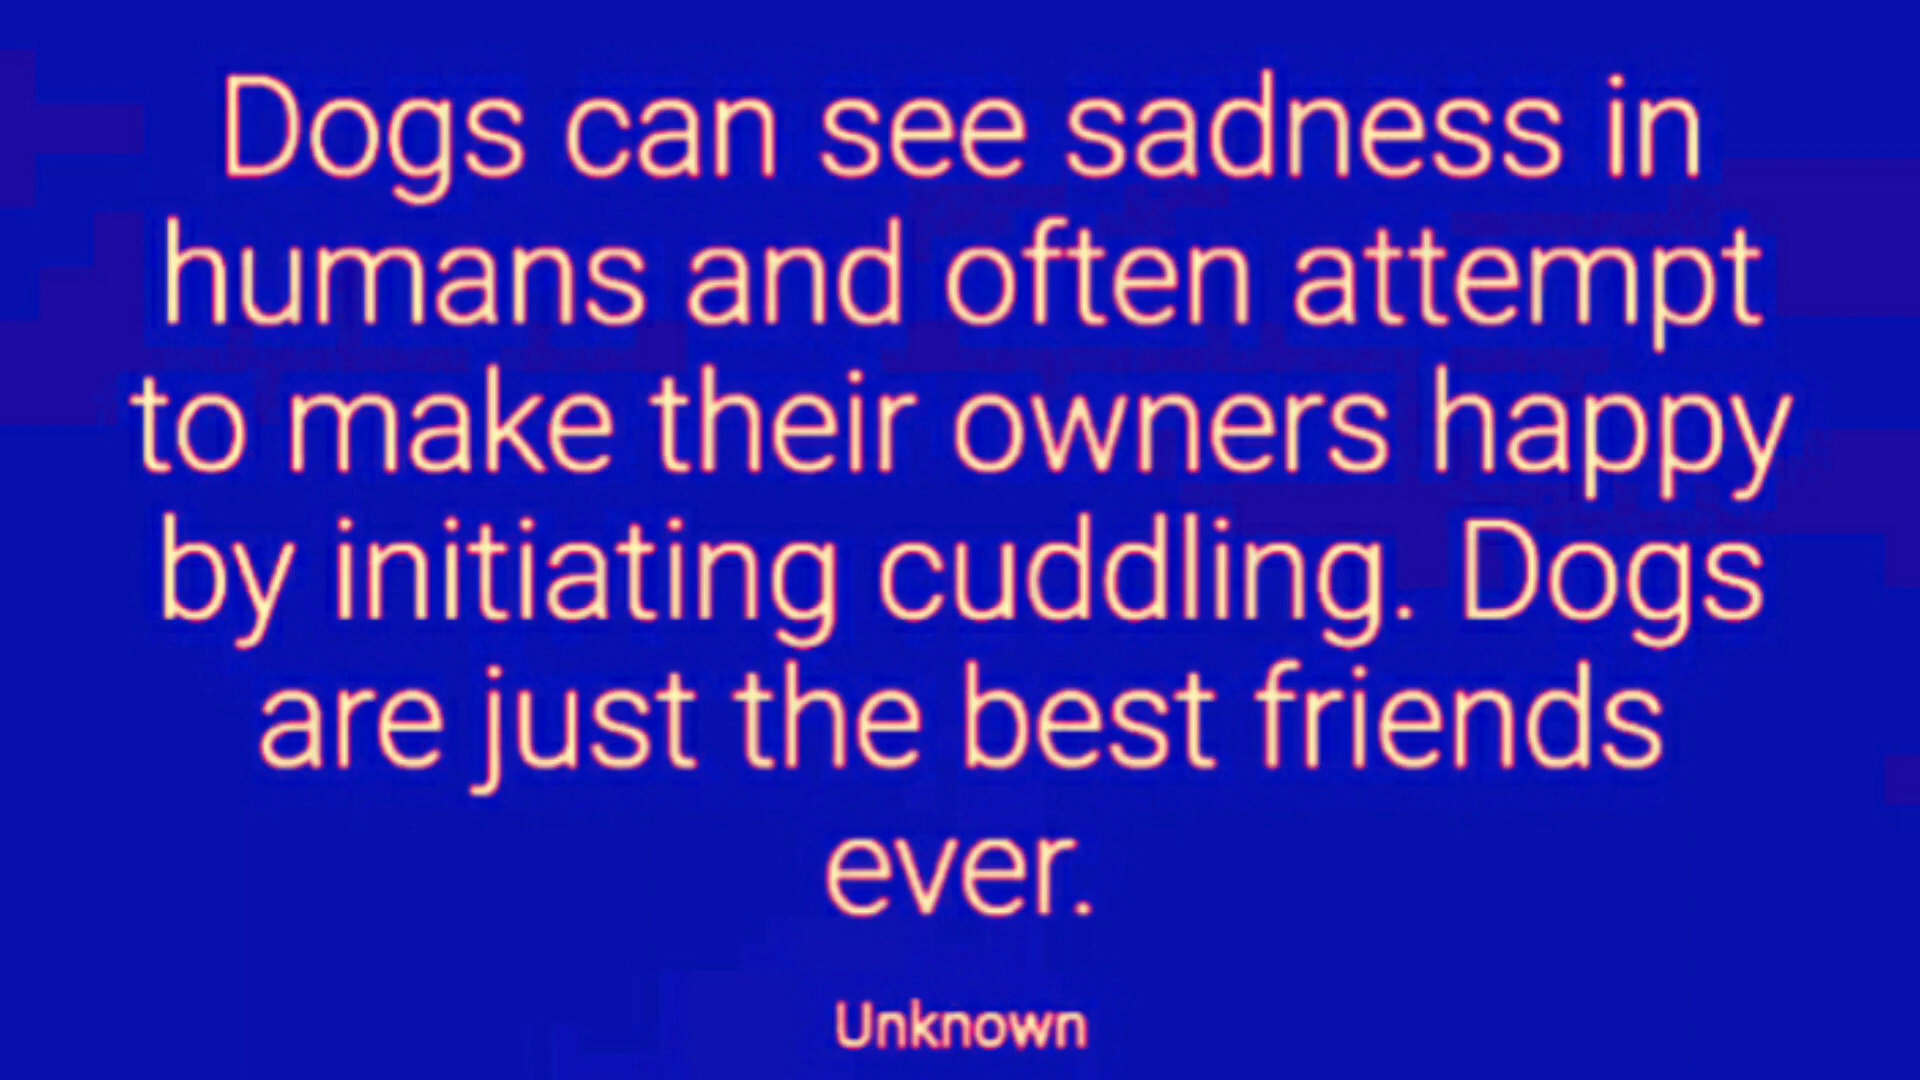 Dogs can see sadness in
humans and often attempt
to make their owners happy
by initiating cuddling. Dogs
are just the best friends
ever.
Unknown